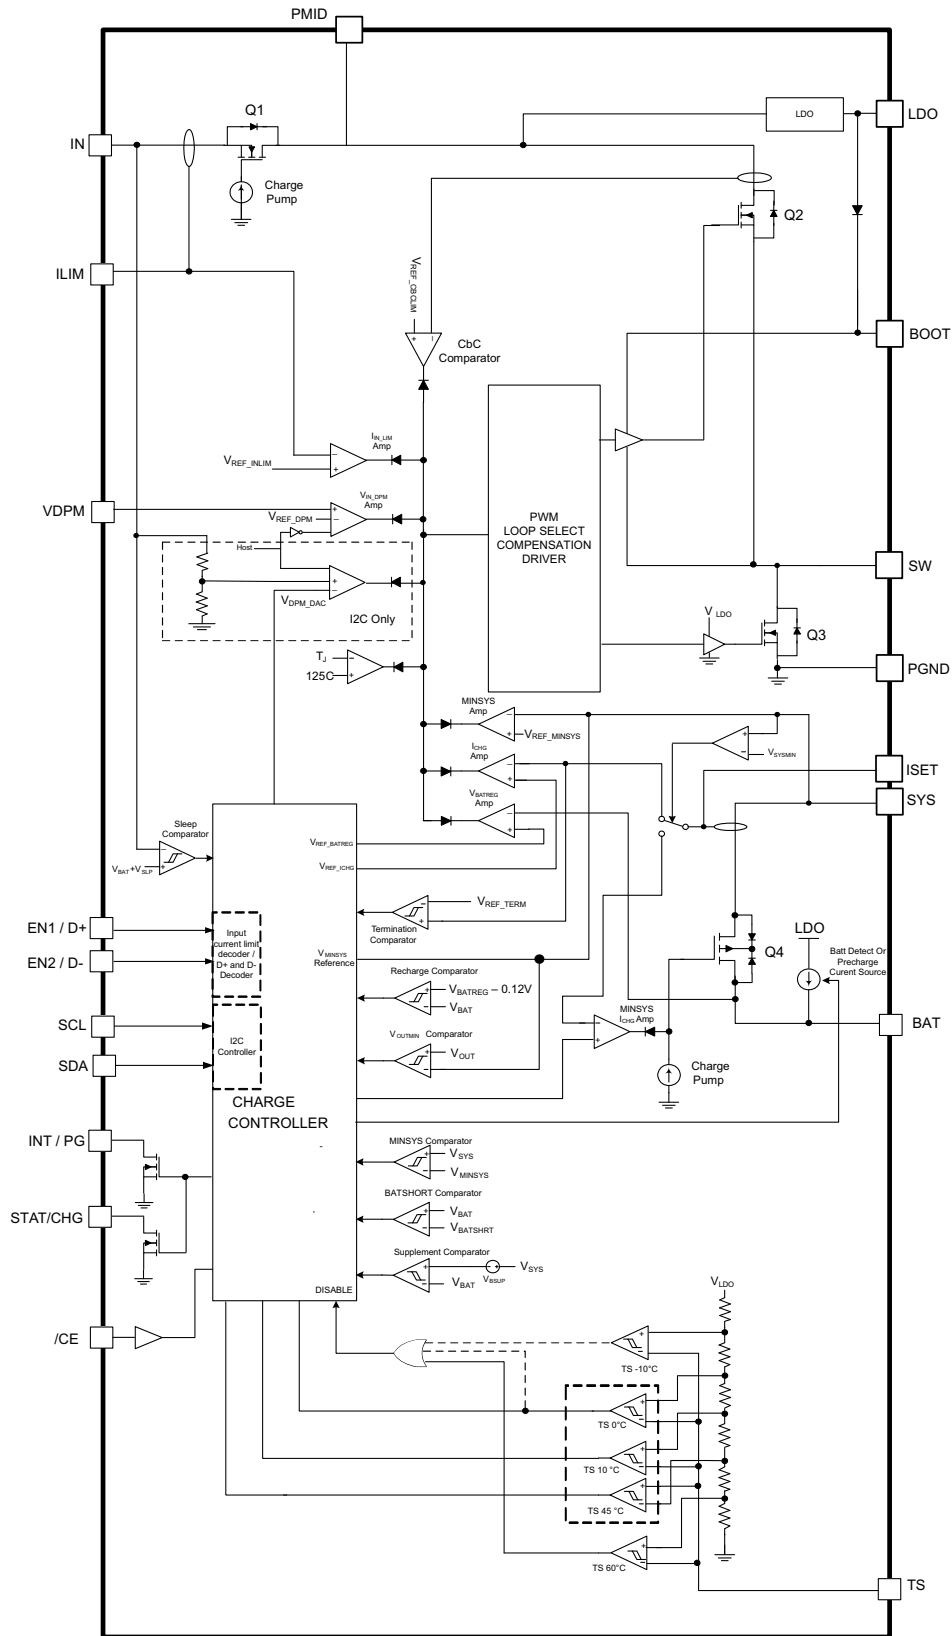 PMID
Q1
IN
Charge
Pump
LDO
LDO
Q2
ILIM
VREF_CBCLIM
BOOT
CbC
Comparator
IIN_LIM
Amp
VREF_INLIM
VDPM
VIN_DPM
Amp
VREF_DPM
Host
VDPM_DAC
I2C Only
PWM
LOOP SELECT
COMPENSATION
DRIVER
SW
V LDO
Q3
PGND
TJ
125C
MINSYS
Amp
VREF_MINSYS
VSYSMIN
ICHG
Amp
ISET
SYS
VBATREG
Amp
Sleep
Comparator
VBAT +VSLP
VREF_BATREG
VREF_ICHG
VREF_TERM
Termination
Comparator
EN1 / D+
EN2 / D-
Input
current limit
decoder /
D+ and D-
Decoder
VMINSYS
Reference
Q4
LDO
Batt Detect Or
Precharge
Curent Source
Recharge Comparator
VBATREG – 0.12V
VBAT
SCL
SDA
I2C
Controller
BAT
MINSYS
ICHG Amp
VOUTMIN Comparator
VOUT
Charge
Pump
CHARGE
CONTROLLER
INT / PG
MINSYS Comparator
VSYS
VMINSYS
STAT/CHG
BATSHORT Comparator
VBAT
VBATSHRT
Supplement Comparator
VSYS
VBSUP
VBAT
DISABLE
VLDO
/CE
TS -10°C
TS 0°C
TS 10 °C
TS 45 °C
TS 60°C
TS
+
−